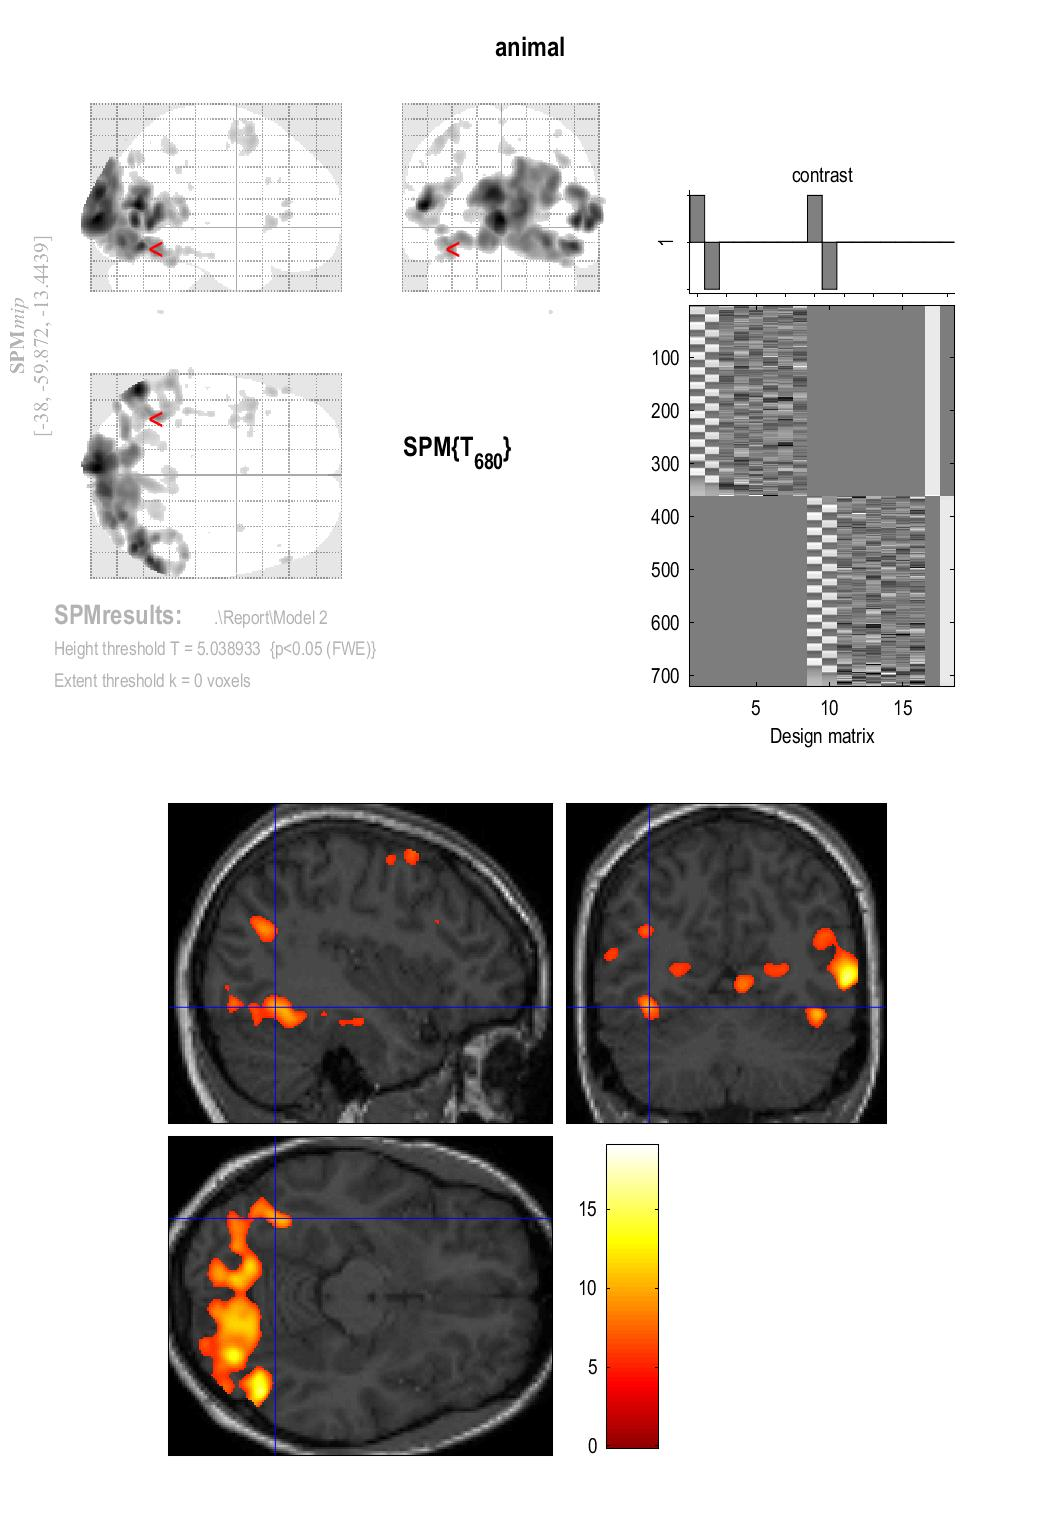 animal
SPMmip
[-38, -59.872, -13.4439]
<
<
<
SPM{T680}
SPMresults: .\Report\Model 2
Height threshold T = 5.038933 {p<0.05 (FWE)}
Extent threshold k = 0 voxels
contrast
1
100
200
300
400
500
600
700
5 10 15
Design matrix
15
10
5
0